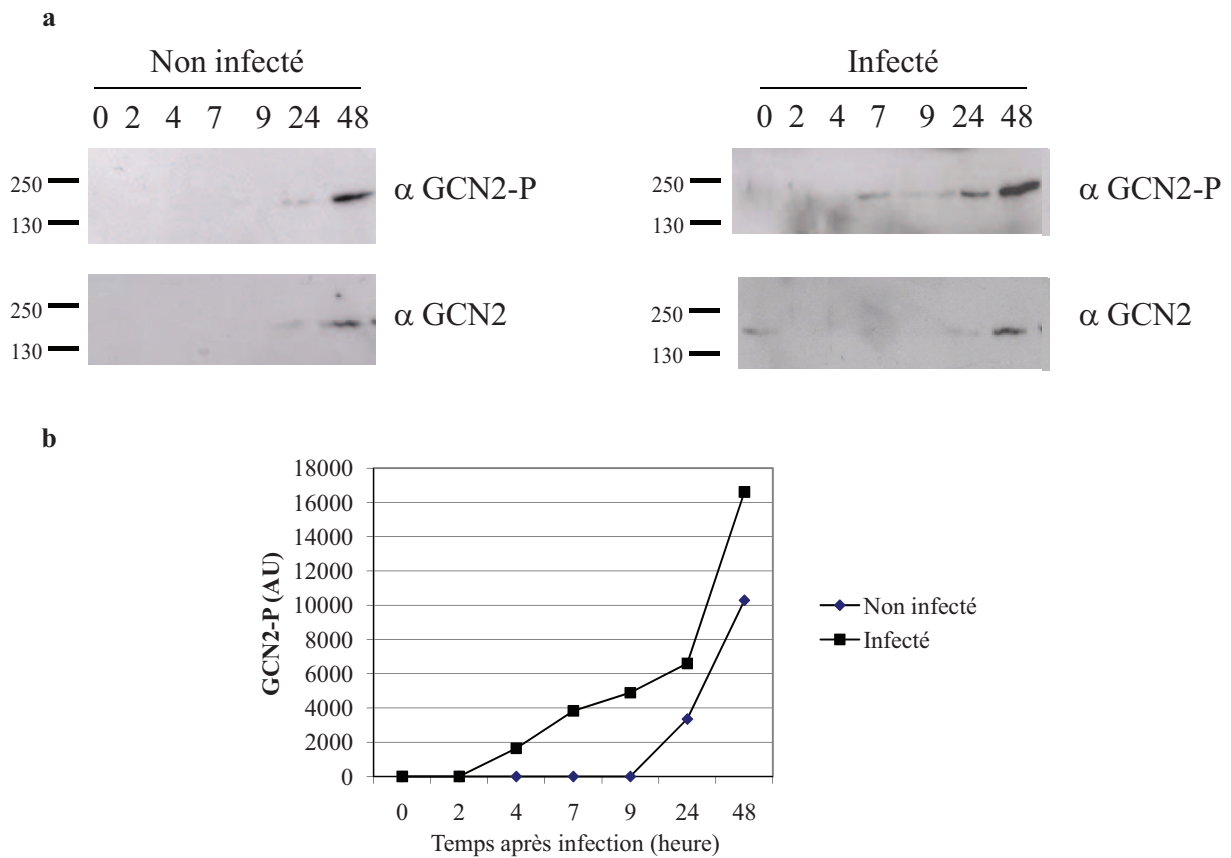 a
Non infecté
0 2 4 7 9 24 48
250
130
α GCN2-P
250
130
α GCN2
Infecté
0 2 4 7 9 24 48
250
130
α GCN2-P
250
130
α GCN2
b
GCN2-P (AU)
18000
16000
14000
12000
10000
8000
6000
4000
2000
0
0 2 4 7 9 24 48
Temps après infection (heure)
Non infecté
Infecté